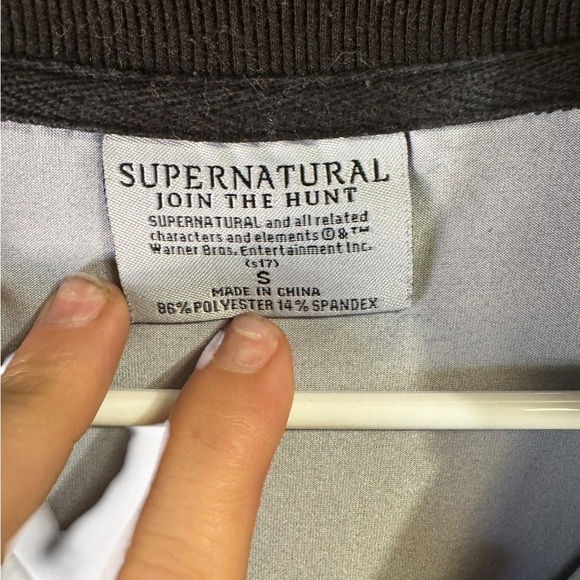 SUPERNATURAL
JOIN THE HUNT
SUPERNATURAL and all related
characters and elements © & ™
Warner Bros. Entertainment Inc.
(s17)
S
MADE IN CHINA
86% POLYESTER 14% SPANDEX